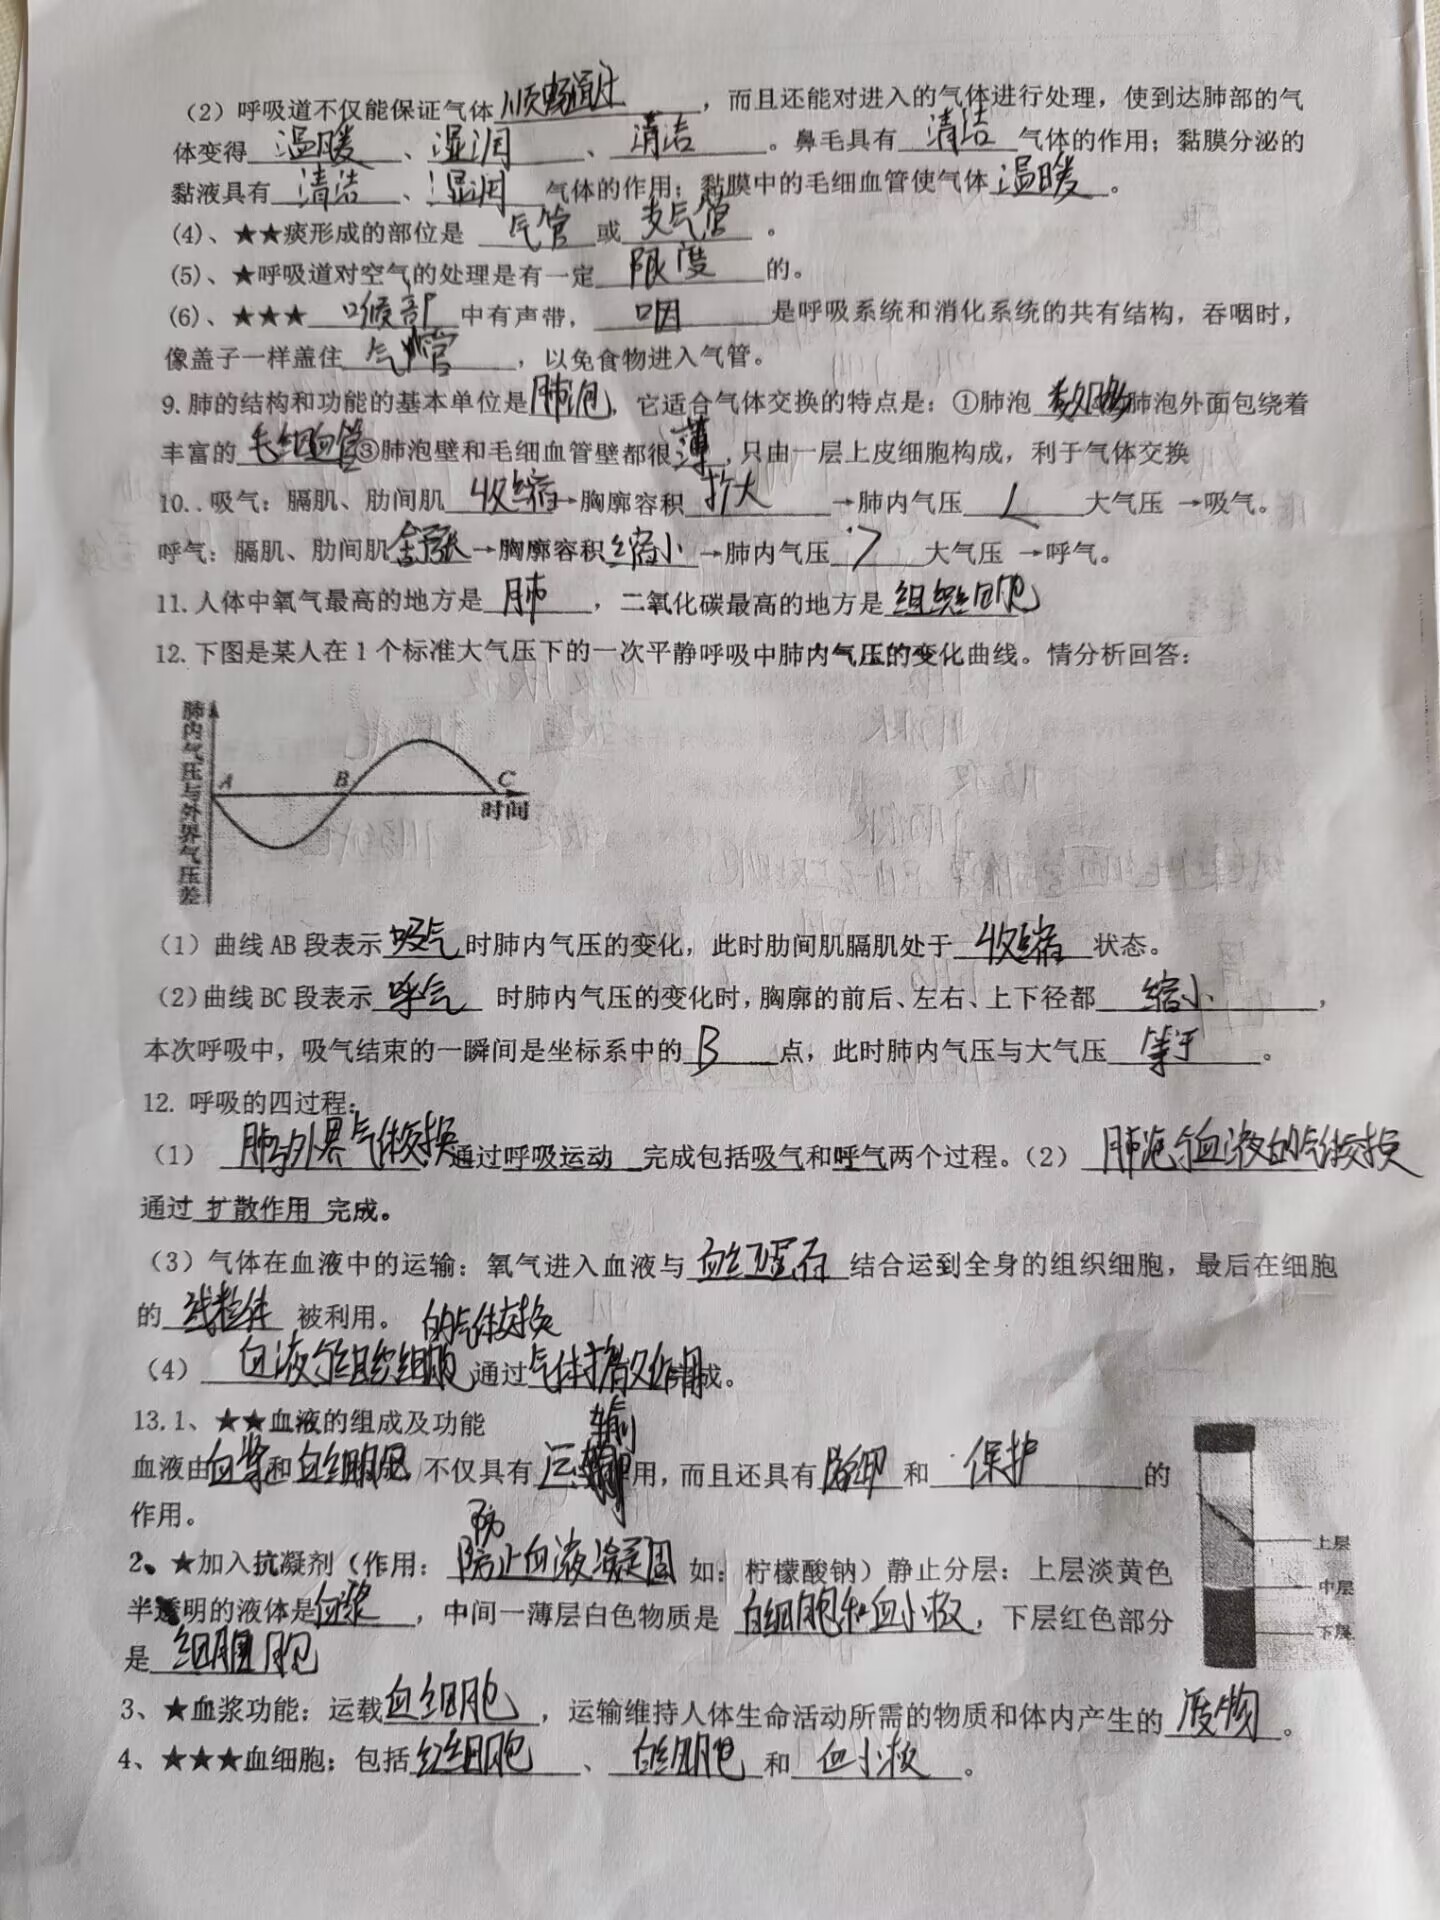 （2）呼吸道不仅能保证气体顺畅通过，而且还能对进入的气体进行处理，使到达肺部的气
体变得温暖、湿润、清洁。鼻毛具有清洁气体的作用；黏膜分泌的
黏液具有清洁、湿润气体的作用；黏膜中的毛细血管使气体温暖。
(4)、★★痰形成的部位是 气管或支气管。
(5)、★呼吸道对空气的处理是有一定限度的。
(6)、★★★喉部中有声带，咽是呼吸系统和消化系统的共有结构，吞咽时，
像盖子一样盖住气管，以免食物进入气管。
9.肺的结构和功能的基本单位是肺泡，它适合气体交换的特点是：①肺泡数目多肺泡外面包绕着
丰富的毛细血管③肺泡壁和毛细血管壁都很薄，只由一层上皮细胞构成，利于气体交换
10..吸气：膈肌、肋间肌收缩→胸廓容积扩大→肺内气压＜大气压→吸气。
呼气：膈肌、肋间肌舒张→胸廓容积缩小→肺内气压＞大气压→呼气。
11.人体中氧气最高的地方是肺，二氧化碳最高的地方是组织细胞
12.下图是某人在1个标准大气压下的一次平静呼吸中肺内气压的变化曲线。情分析回答：
肺内气压与外界气压差
A B C
时间
（1）曲线AB段表示吸气时肺内气压的变化，此时肋间肌膈肌处于收缩状态。
（2）曲线BC段表示呼气时肺内气压的变化时，胸廓的前后、左右、上下径都缩小，
本次呼吸中，吸气结束的一瞬间是坐标系中的B点，此时肺内气压与大气压等于。
12. 呼吸的四过程：
（1）肺与外界气体交换通过呼吸运动 完成包括吸气和呼气两个过程。（2）肺泡与血液的气体交换
通过 扩散作用 完成。
（3）气体在血液中的运输：氧气进入血液与血红蛋白结合运到全身的组织细胞，最后在细胞
的线粒体被利用。 的气体交换
（4）血液与组织细胞通过气体扩散作用成。
13.1、★★血液的组成及功能
血液由血浆和血细胞 不仅具有运输用，而且还具有防御和保护的
作用。
2、★加入抗凝剂（作用：防止血液凝固 如：柠檬酸钠）静止分层：上层淡黄色
半透明的液体是血浆，中间一薄层白色物质是 白细胞和血小板，下层红色部分
是 细胞
上层
中层
下层
3、★血浆功能：运载血细胞，运输维持人体生命活动所需的物质和体内产生的废物。
4、★★★血细胞：包括红细胞、白细胞和血小板。